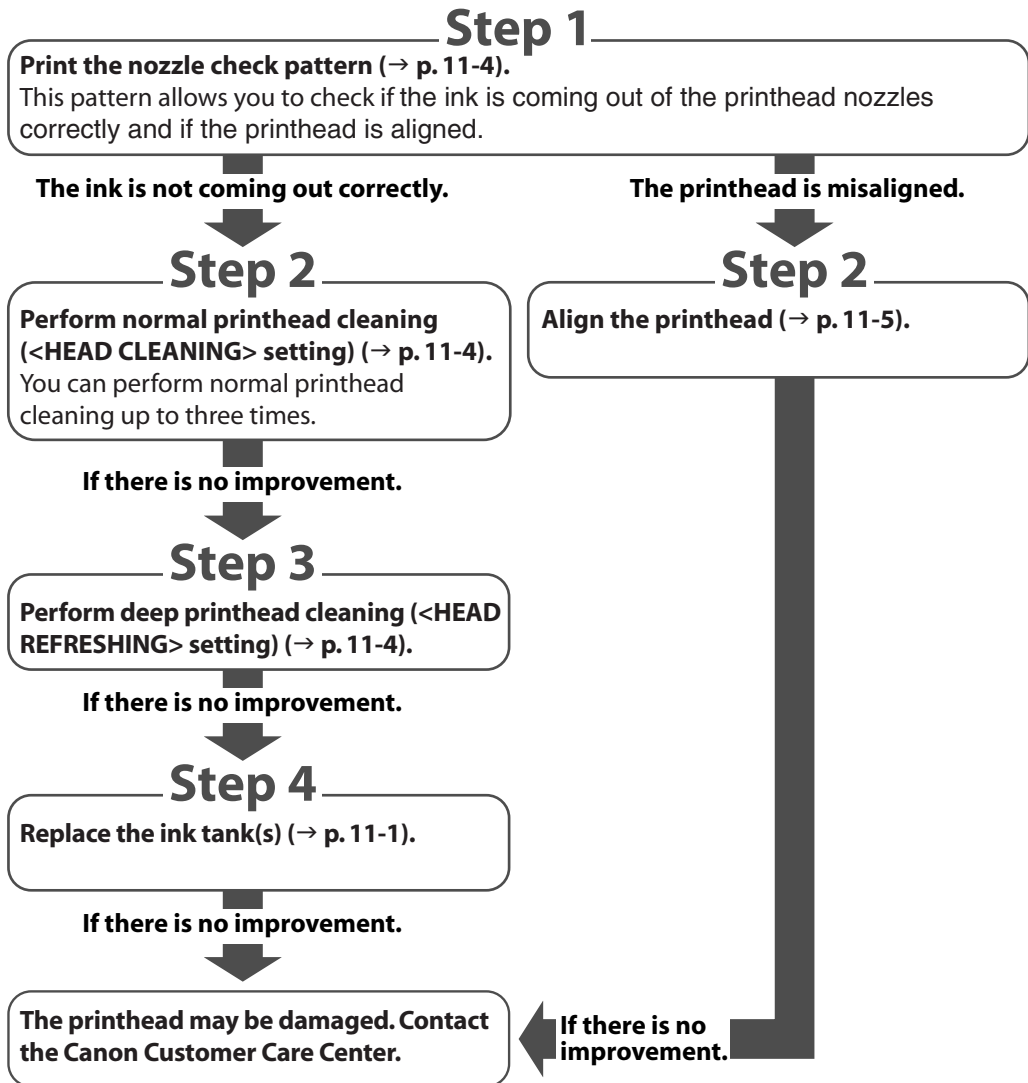 Step 1
Print the nozzle check pattern (→ p. 11-4).
This pattern allows you to check if the ink is coming out of the printhead nozzles
correctly and if the printhead is aligned.
The ink is not coming out correctly.
The printhead is misaligned.
Step 2
Perform normal printhead cleaning
(<HEAD CLEANING> setting) (→ p. 11-4).
You can perform normal printhead
cleaning up to three times.
Step 2
Align the printhead (→ p. 11-5).
If there is no improvement.
Step 3
Perform deep printhead cleaning (<HEAD
REFRESHING> setting) (→ p. 11-4).
If there is no improvement.
Step 4
Replace the ink tank(s) (→ p. 11-1).
If there is no improvement.
The printhead may be damaged. Contact
the Canon Customer Care Center.
If there is no
improvement.